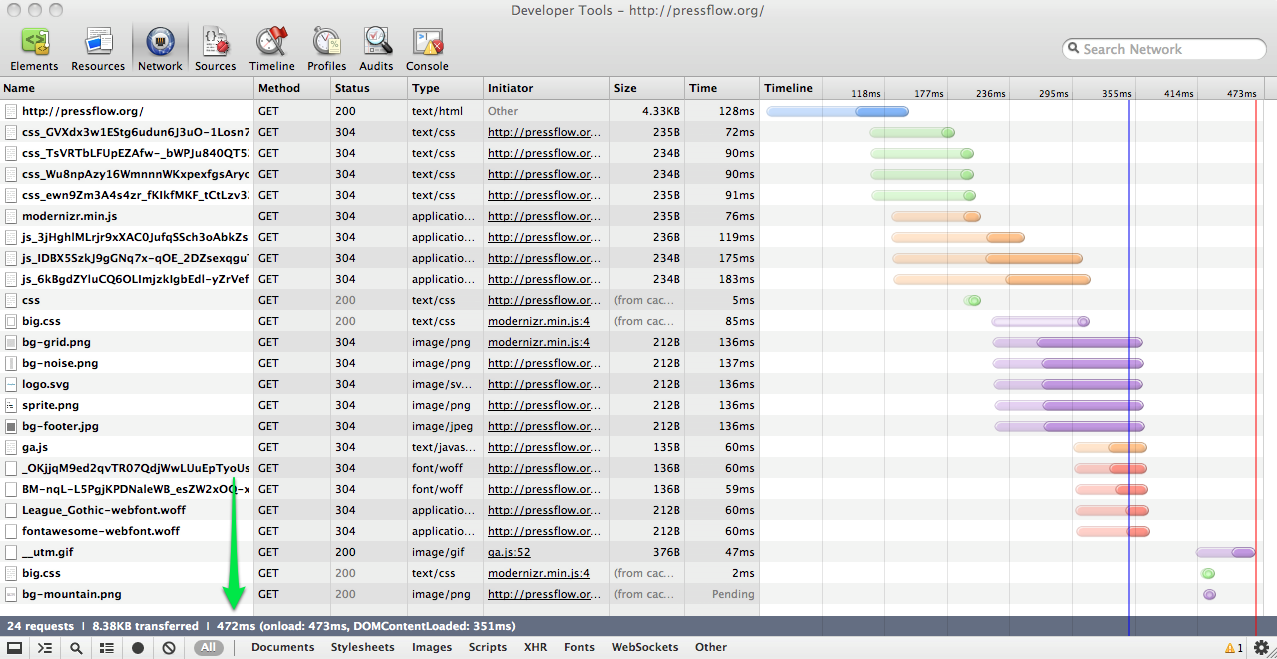 Developer Tools – http://pressflow.org/
Elements Resources Network Sources Timeline Profiles Audits Console Search Network
Name Method Status Type Initiator Size Time Timeline 118ms 177ms 236ms 295ms 355ms 414ms 473ms
http://pressflow.org/ GET 200 text/html Other 4.33KB 128ms
css_GVXdx3w1EStg6udun6J3uO-1Losn7 GET 304 text/css http://pressflow.or... 235B 72ms
css_TsVRTbLFUpEZAfw-_bWPJu840QT5 GET 304 text/css http://pressflow.or... 234B 90ms
css_Wu8npAzy16WmnnnWKxpexfgsAryc GET 304 text/css http://pressflow.or... 234B 90ms
css_ewn9Zm3A4s4zr_fKIkfMKF_tCtLzv3 GET 304 text/css http://pressflow.or... 235B 91ms
modernizr.min.js GET 304 applicatio... http://pressflow.or... 234B 76ms
js_3jHghlMLrjr9xXAC0JufqSSch3oAbkZs GET 304 applicatio... http://pressflow.or... 236B 119ms
js_IDBX5SzkJ9gGNq7x-qOE_2DZsexqgu GET 304 applicatio... http://pressflow.or... 234B 175ms
js_6kBgdZYluCQ6OLImjzkIgbEdl-yZrVef GET 304 applicatio... http://pressflow.or... 234B 183ms
css GET 200 text/css http://pressflow.or... (from cac... 5ms
big.css GET 200 text/css modernizr.min.js:4 (from cac... 85ms
bg-grid.png GET 304 image/png modernizr.min.js:4 212B 136ms
bg-noise.png GET 304 image/png http://pressflow.or... 212B 137ms
logo.svg GET 304 image/sv... http://pressflow.or... 212B 136ms
sprite.png GET 304 image/png http://pressflow.or... 212B 136ms
bg-footer.jpg GET 304 image/jpeg http://pressflow.or... 212B 136ms
ga.js GET 304 text/javas... http://pressflow.or... 135B 60ms
_OKjjqM9ed2qvTR07QdjWwLUuEpTyoUs GET 304 font/woff http://pressflow.or... 136B 60ms
BM-nqL-L5PgjKPDNaleWB_esZW2xOQ-x GET 304 font/woff http://pressflow.or... 136B 59ms
League_Gothic-webfont.woff GET 304 applicatio... http://pressflow.or... 212B 60ms
fontawesome-webfont.woff GET 304 applicatio... http://pressflow.or... 212B 60ms
__utm.gif GET 200 image/gif ga.js:52 376B 47ms
big.css GET 200 text/css modernizr.min.js:4 (from cac... 2ms
bg-mountain.png GET 200 image/png http://pressflow.or... (from cac... Pending
24 requests | 8.38KB transferred | 472ms (onload: 473ms, DOMContentLoaded: 351ms)
All Documents Stylesheets Images Scripts XHR Fonts WebSockets Other 1